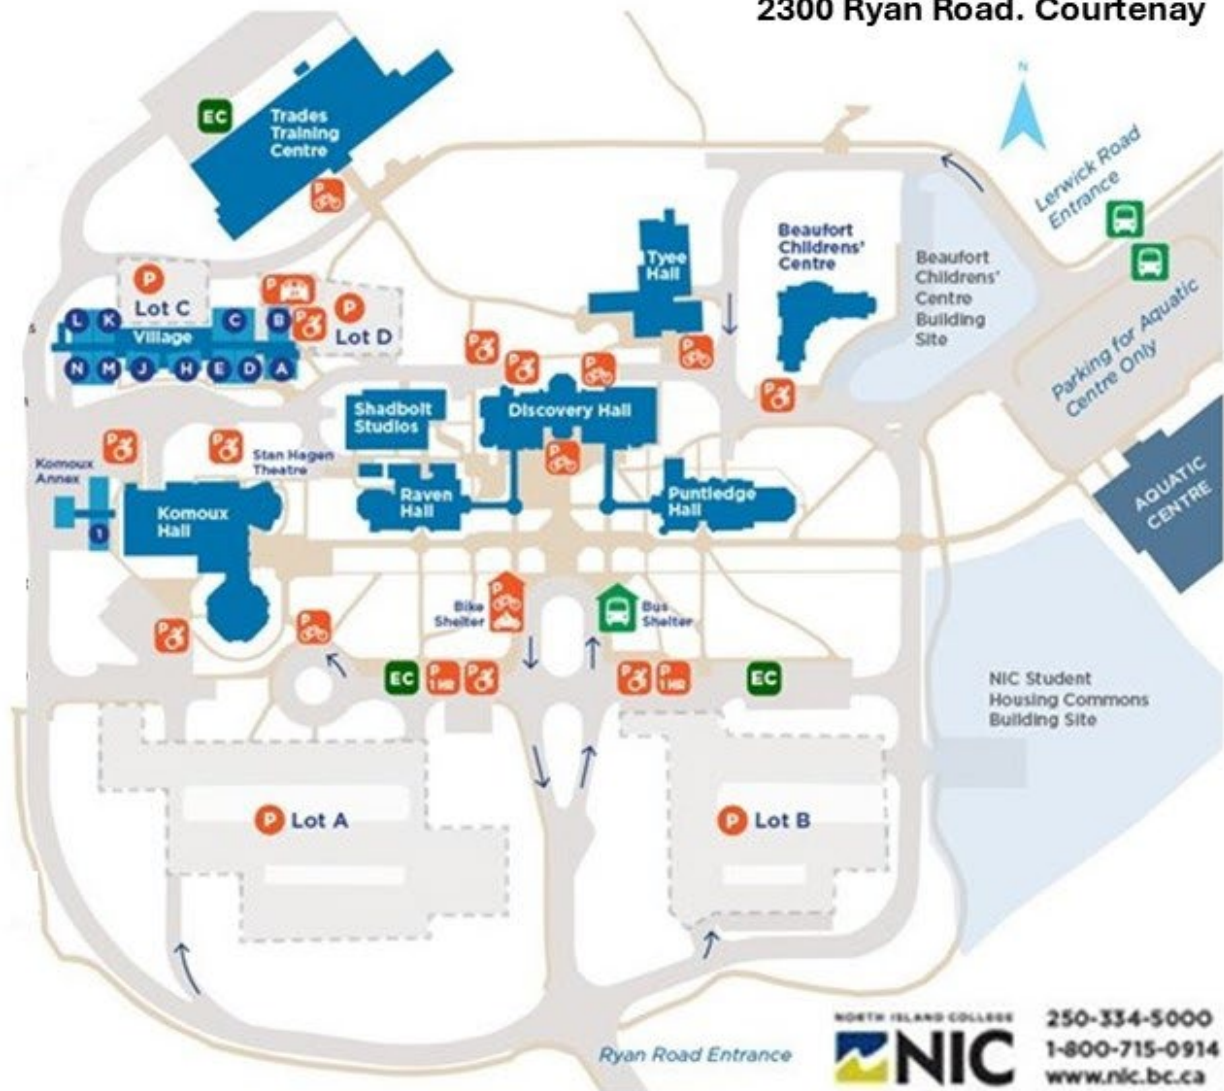 2300 Ryan Road. Courtenay
N
EC
Trades
Training
Centre
P
Lerwick Road
Entrance
Tyee
Hall
Beaufort
Childrens'
Centre
Beaufort
Childrens'
Centre
Building
Site
Parking for Aquatic
Centre Only
P
Lot C
P
P
Lot D
P
L K C B
Village
N M J H E D A
P
P
P
P
P
Shadbolt
Studios
Discovery Hall
P
P
P
Stan Hagen
Theatre
Komoux
Annex
1
Komoux
Hall
Raven
Hall
Puntledge
Hall
AQUATIC
CENTRE
P
Bike
Shelter
Bus
Shelter
P
P
EC
P
1 HR
P
P
P
1 HR
EC
NIC Student
Housing Commons
Building Site
P Lot A
P Lot B
Ryan Road Entrance
NORTH ISLAND COLLEGE
NIC
250-334-5000
1-800-715-0914
www.nic.bc.ca